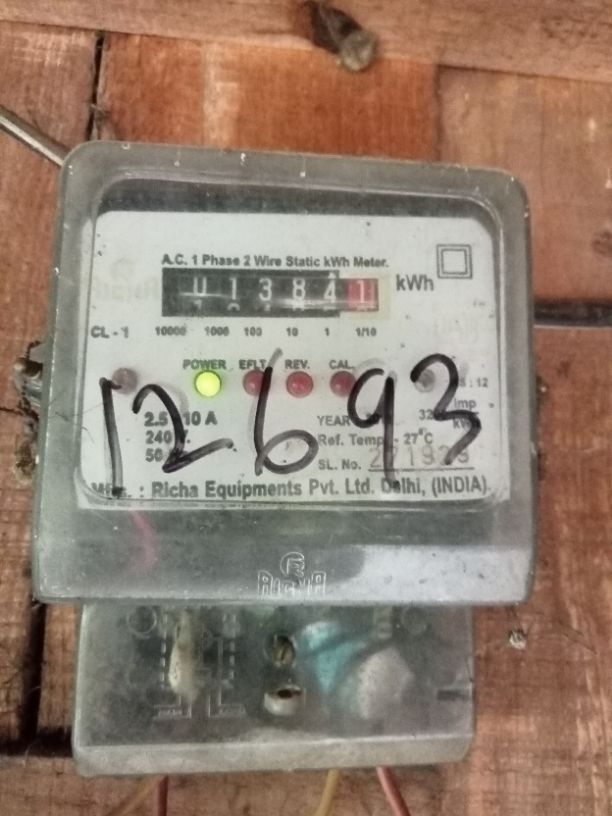 A.C. 1 Phase 2 Wire Static kWh Meter.
013841 kWh
CL - 1 10000 1000 100 10 1 1/10
POWER EFLT REV. CAL.
12693
2.5 10 A
240
50
YEAR
Imp
Ref. Temp - 27°C
SL. No.
: Richa Equipments Pvt. Ltd. Delhi, (INDIA).
RICHA